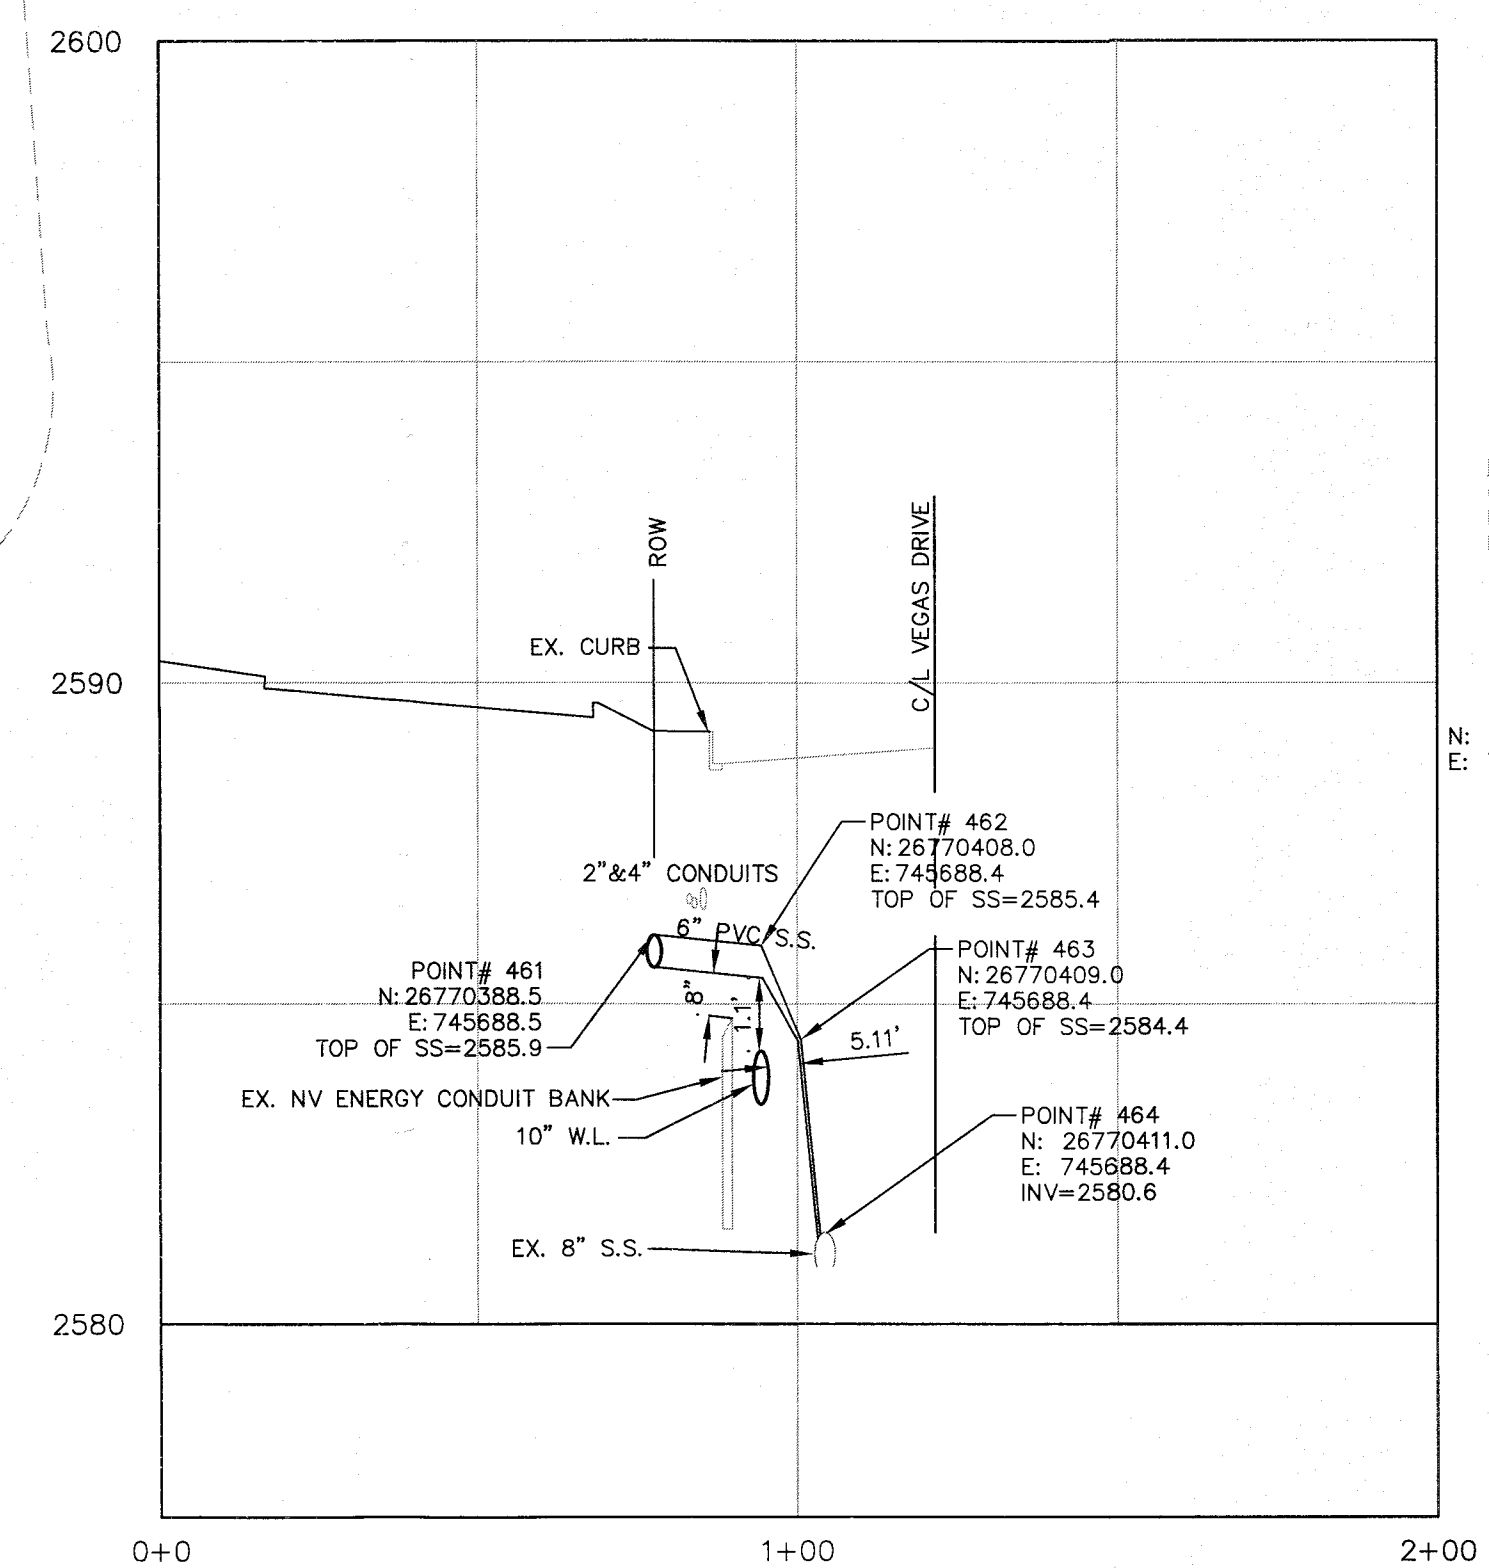 2600
ROW
C/L VEGAS DRIVE
EX. CURB
2590
N:
E:
POINT# 462
N: 26770408.0
E: 745688.4
TOP OF SS=2585.4
2"&4" CONDUITS
6" PVC S.S.
POINT# 463
N: 26770409.0
E: 745688.4
TOP OF SS=2584.4
POINT# 461
N: 26770388.5
E: 745688.5
TOP OF SS=2585.9
.8"
1.1'
5.11'
EX. NV ENERGY CONDUIT BANK
10" W.L.
POINT# 464
N: 26770411.0
E: 745688.4
INV=2580.6
EX. 8" S.S.
2580
0+0
1+00
2+00